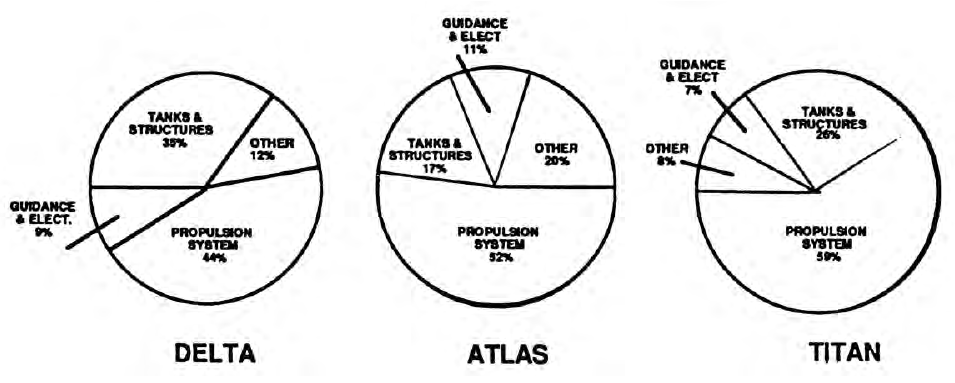 TANKS &
STRUCTURES
35%
OTHER
12%
GUIDANCE
& ELECT.
9%
PROPULSION
SYSTEM
44%
DELTA
GUIDANCE
& ELECT
11%
TANKS &
STRUCTURES
17%
OTHER
20%
PROPULSION
SYSTEM
52%
ATLAS
GUIDANCE
& ELECT
7%
TANKS &
STRUCTURES
26%
OTHER
8%
PROPULSION
SYSTEM
59%
TITAN